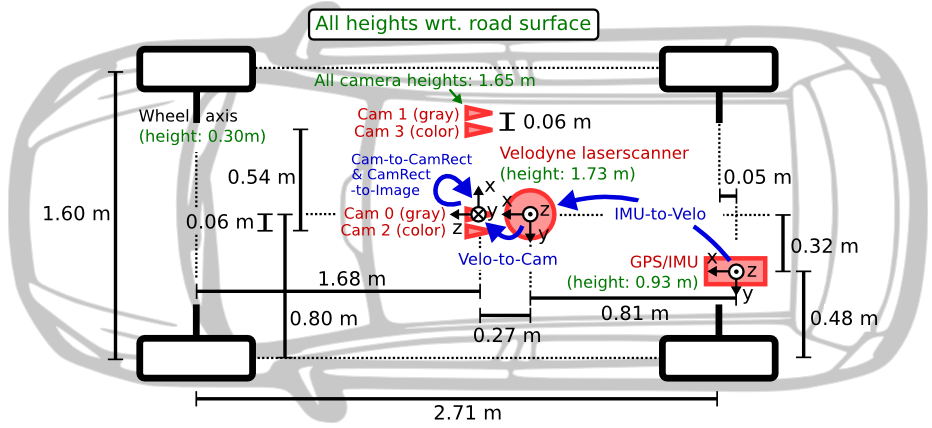 All heights wrt. road surface
All camera heights: 1.65 m
Wheel axis
(height: 0.30m)
Cam 1 (gray)
Cam 3 (color)
0.06 m
Velodyne laserscanner
(height: 1.73 m)
Cam-to-CamRect
& CamRect
-to-Image
0.54 m
0.05 m
1.60 m
0.06 m
Cam 0 (gray)
Cam 2 (color)
x
y
z
x
z
y
IMU-to-Velo
Velo-to-Cam
0.32 m
GPS/IMU
(height: 0.93 m)
x
z
y
1.68 m
0.80 m
0.27 m
0.81 m
0.48 m
2.71 m